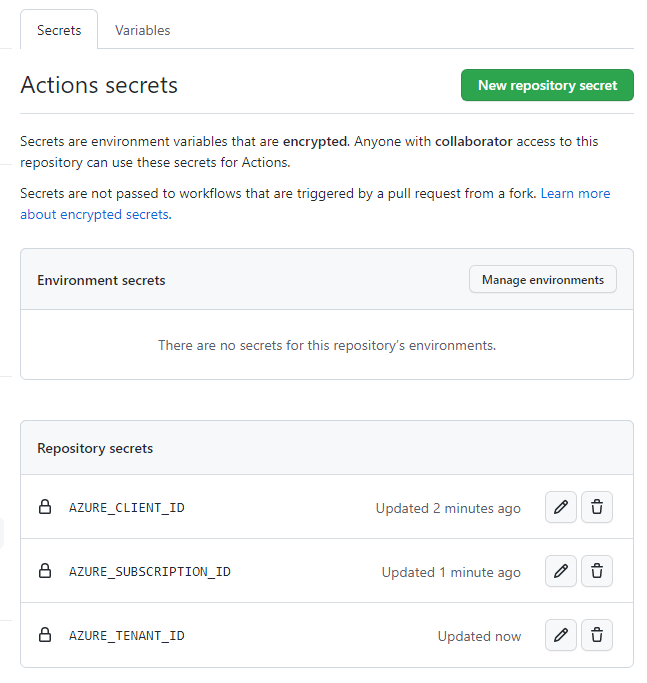 Secrets Variables
Actions secrets New repository secret
Secrets are environment variables that are encrypted. Anyone with collaborator access to this
repository can use these secrets for Actions.
Secrets are not passed to workflows that are triggered by a pull request from a fork. Learn more
about encrypted secrets.
Environment secrets Manage environments
There are no secrets for this repository's environments.
Repository secrets
AZURE_CLIENT_ID Updated 2 minutes ago
AZURE_SUBSCRIPTION_ID Updated 1 minute ago
AZURE_TENANT_ID Updated now